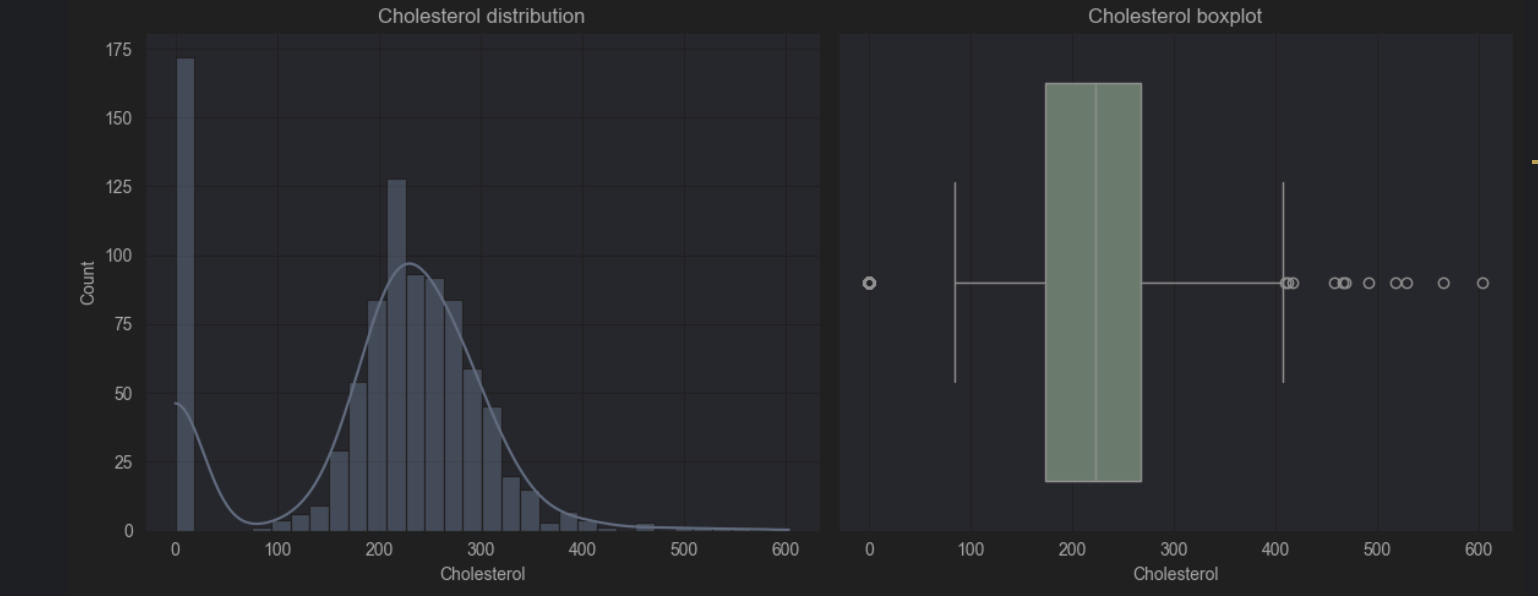 Cholesterol distribution
175
150
125
100
75
50
25
0
Count
0 100 200 300 400 500 600
Cholesterol
Cholesterol boxplot
0 100 200 300 400 500 600
Cholesterol